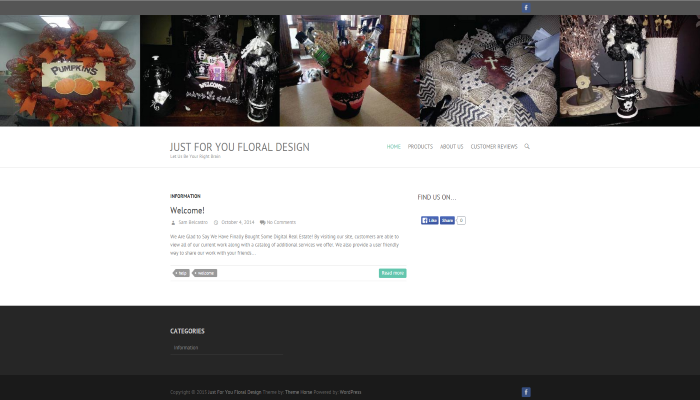 PUMPKINS
WELCOME
JUST FOR YOU FLORAL DESIGN
Let Us Be Your Right Brain
HOME PRODUCTS ABOUT US CUSTOMER REVIEWS
INFORMATION
Welcome!
October 4, 2014 No Comments
We Are Glad to Say We Have Finally Bought Some Digital Real Estate! By visiting our site, customers are able to
view all of our current work along with a catalog of additional services we offer. We also provide a user friendly
way to share our work with your friends...
help welcome
Read more
FIND US ON...
Like Share 0
CATEGORIES
Information
Copyright © 2015 Just For You Floral Design Theme by: Theme Horse Powered by: WordPress